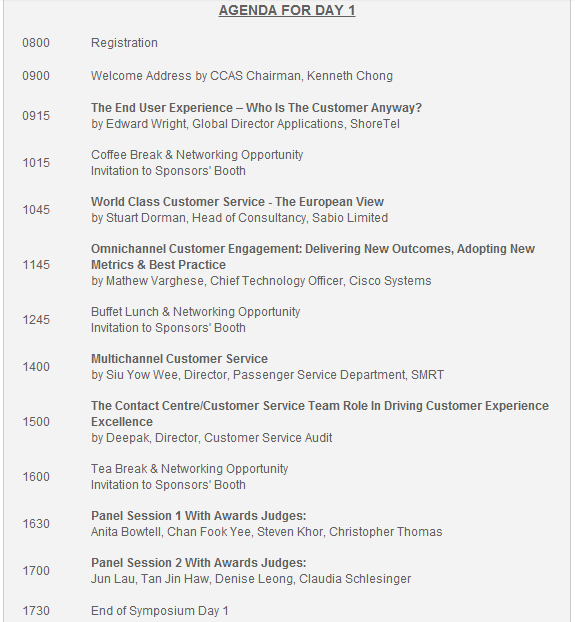 AGENDA FOR DAY 1
0800 Registration
0900 Welcome Address by CCAS Chairman, Kenneth Chong
0915 The End User Experience – Who Is The Customer Anyway?
by Edward Wright, Global Director Applications, ShoreTel
1015 Coffee Break & Networking Opportunity
Invitation to Sponsors' Booth
1045 World Class Customer Service - The European View
by Stuart Dorman, Head of Consultancy, Sabio Limited
1145 Omnichannel Customer Engagement: Delivering New Outcomes, Adopting New
Metrics & Best Practice
by Mathew Varghese, Chief Technology Officer, Cisco Systems
1245 Buffet Lunch & Networking Opportunity
Invitation to Sponsors' Booth
1400 Multichannel Customer Service
by Siu Yow Wee, Director, Passenger Service Department, SMRT
1500 The Contact Centre/Customer Service Team Role In Driving Customer Experience
Excellence
by Deepak, Director, Customer Service Audit
1600 Tea Break & Networking Opportunity
Invitation to Sponsors' Booth
1630 Panel Session 1 With Awards Judges:
Anita Bowtell, Chan Fook Yee, Steven Khor, Christopher Thomas
1700 Panel Session 2 With Awards Judges:
Jun Lau, Tan Jin Haw, Denise Leong, Claudia Schlesinger
1730 End of Symposium Day 1